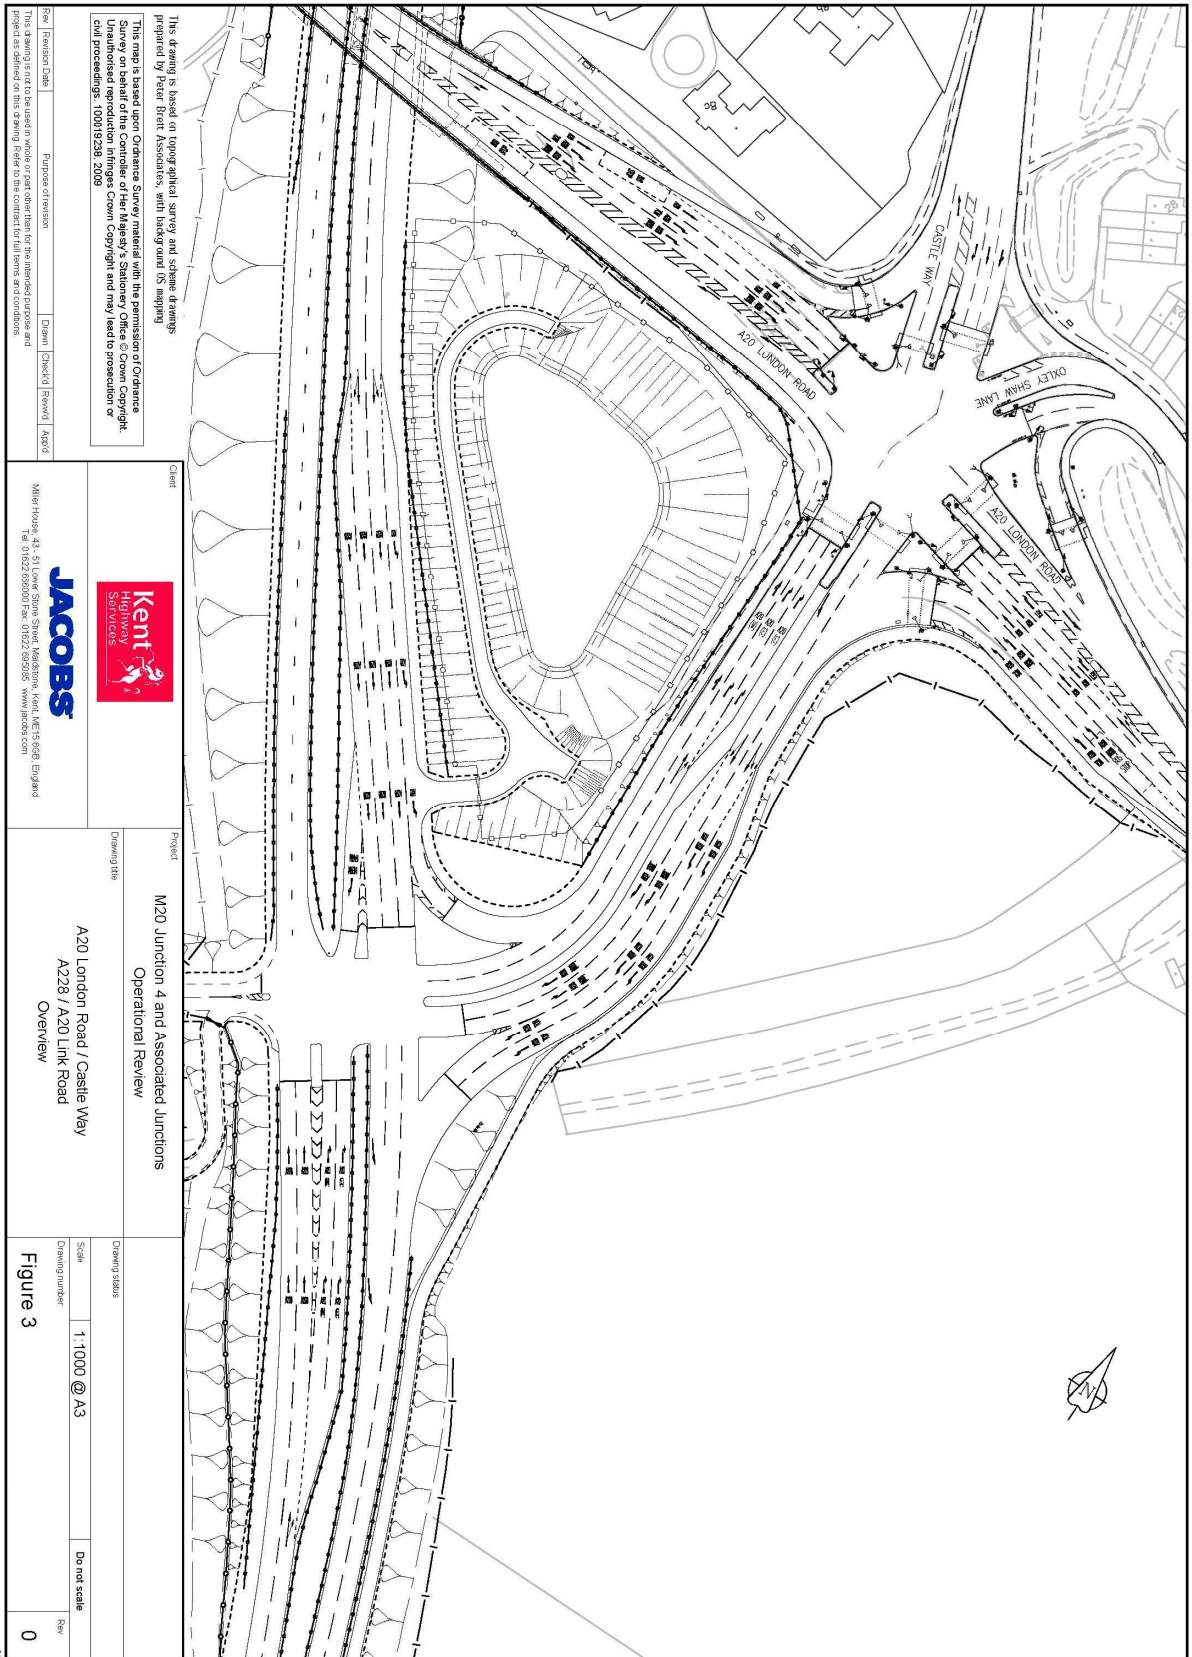 CASTLE WAY
A20 LONDON ROAD
OXLEY SHAW LANE
A20 LONDON ROAD
28
This drawing is based on topographical survey and scheme drawings
prepared by Peter Brett Associates, with background OS mapping
This map is based upon Ordnance Survey material with the permission of Ordnance
Survey on behalf of the Controller of Her Majesty's Stationery Office © Crown Copyright.
Unauthorised reproduction infringes Crown Copyright and may lead to prosecution or
civil proceedings. 100019238. 2009
Rev Revision Date Purpose of revision Drawn Check'd Rev'd App'd
This drawing is not to be used in whole or part other than for the intended purpose and
project as defined on this drawing. Refer to the contract for full terms and conditions.
Client
Kent
Highway
Services
JACOBS
Miller House, 43 - 51 Lower Stone Street, Maidstone, Kent, ME15 6GB, England
Project
M20 Junction 4 and Associated Junctions
Operational Review
Drawing title
A20 London Road / Castle Way
A228 / A20 Link Road
Overview
Drawing status
Scale
1:1000 @ A3
Do not scale
Drawing number
Figure 3
Rev
0
N